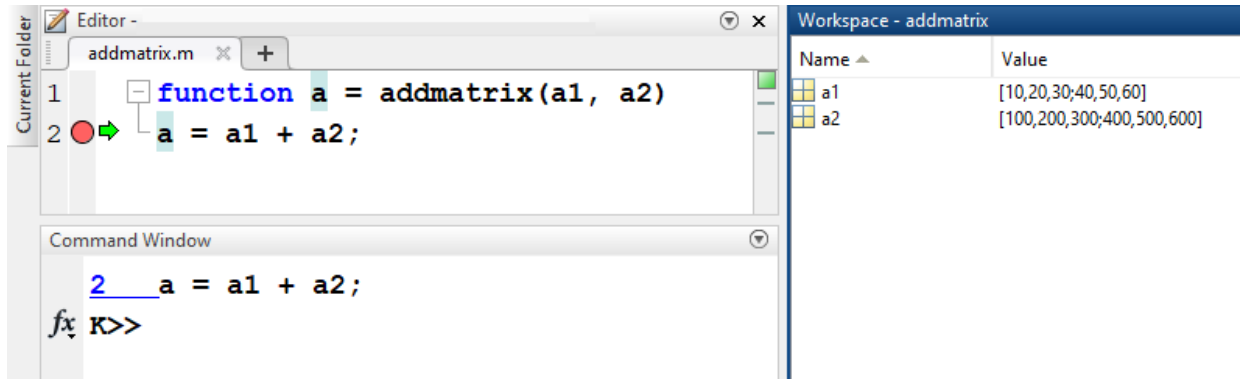 Current Folder
Editor -
addmatrix.m
1 function a = addmatrix(a1, a2)
2 a = a1 + a2;
Command Window
2 a = a1 + a2;
fx K>>
Workspace - addmatrix
Name Value
a1 [10,20,30;40,50,60]
a2 [100,200,300;400,500,600]